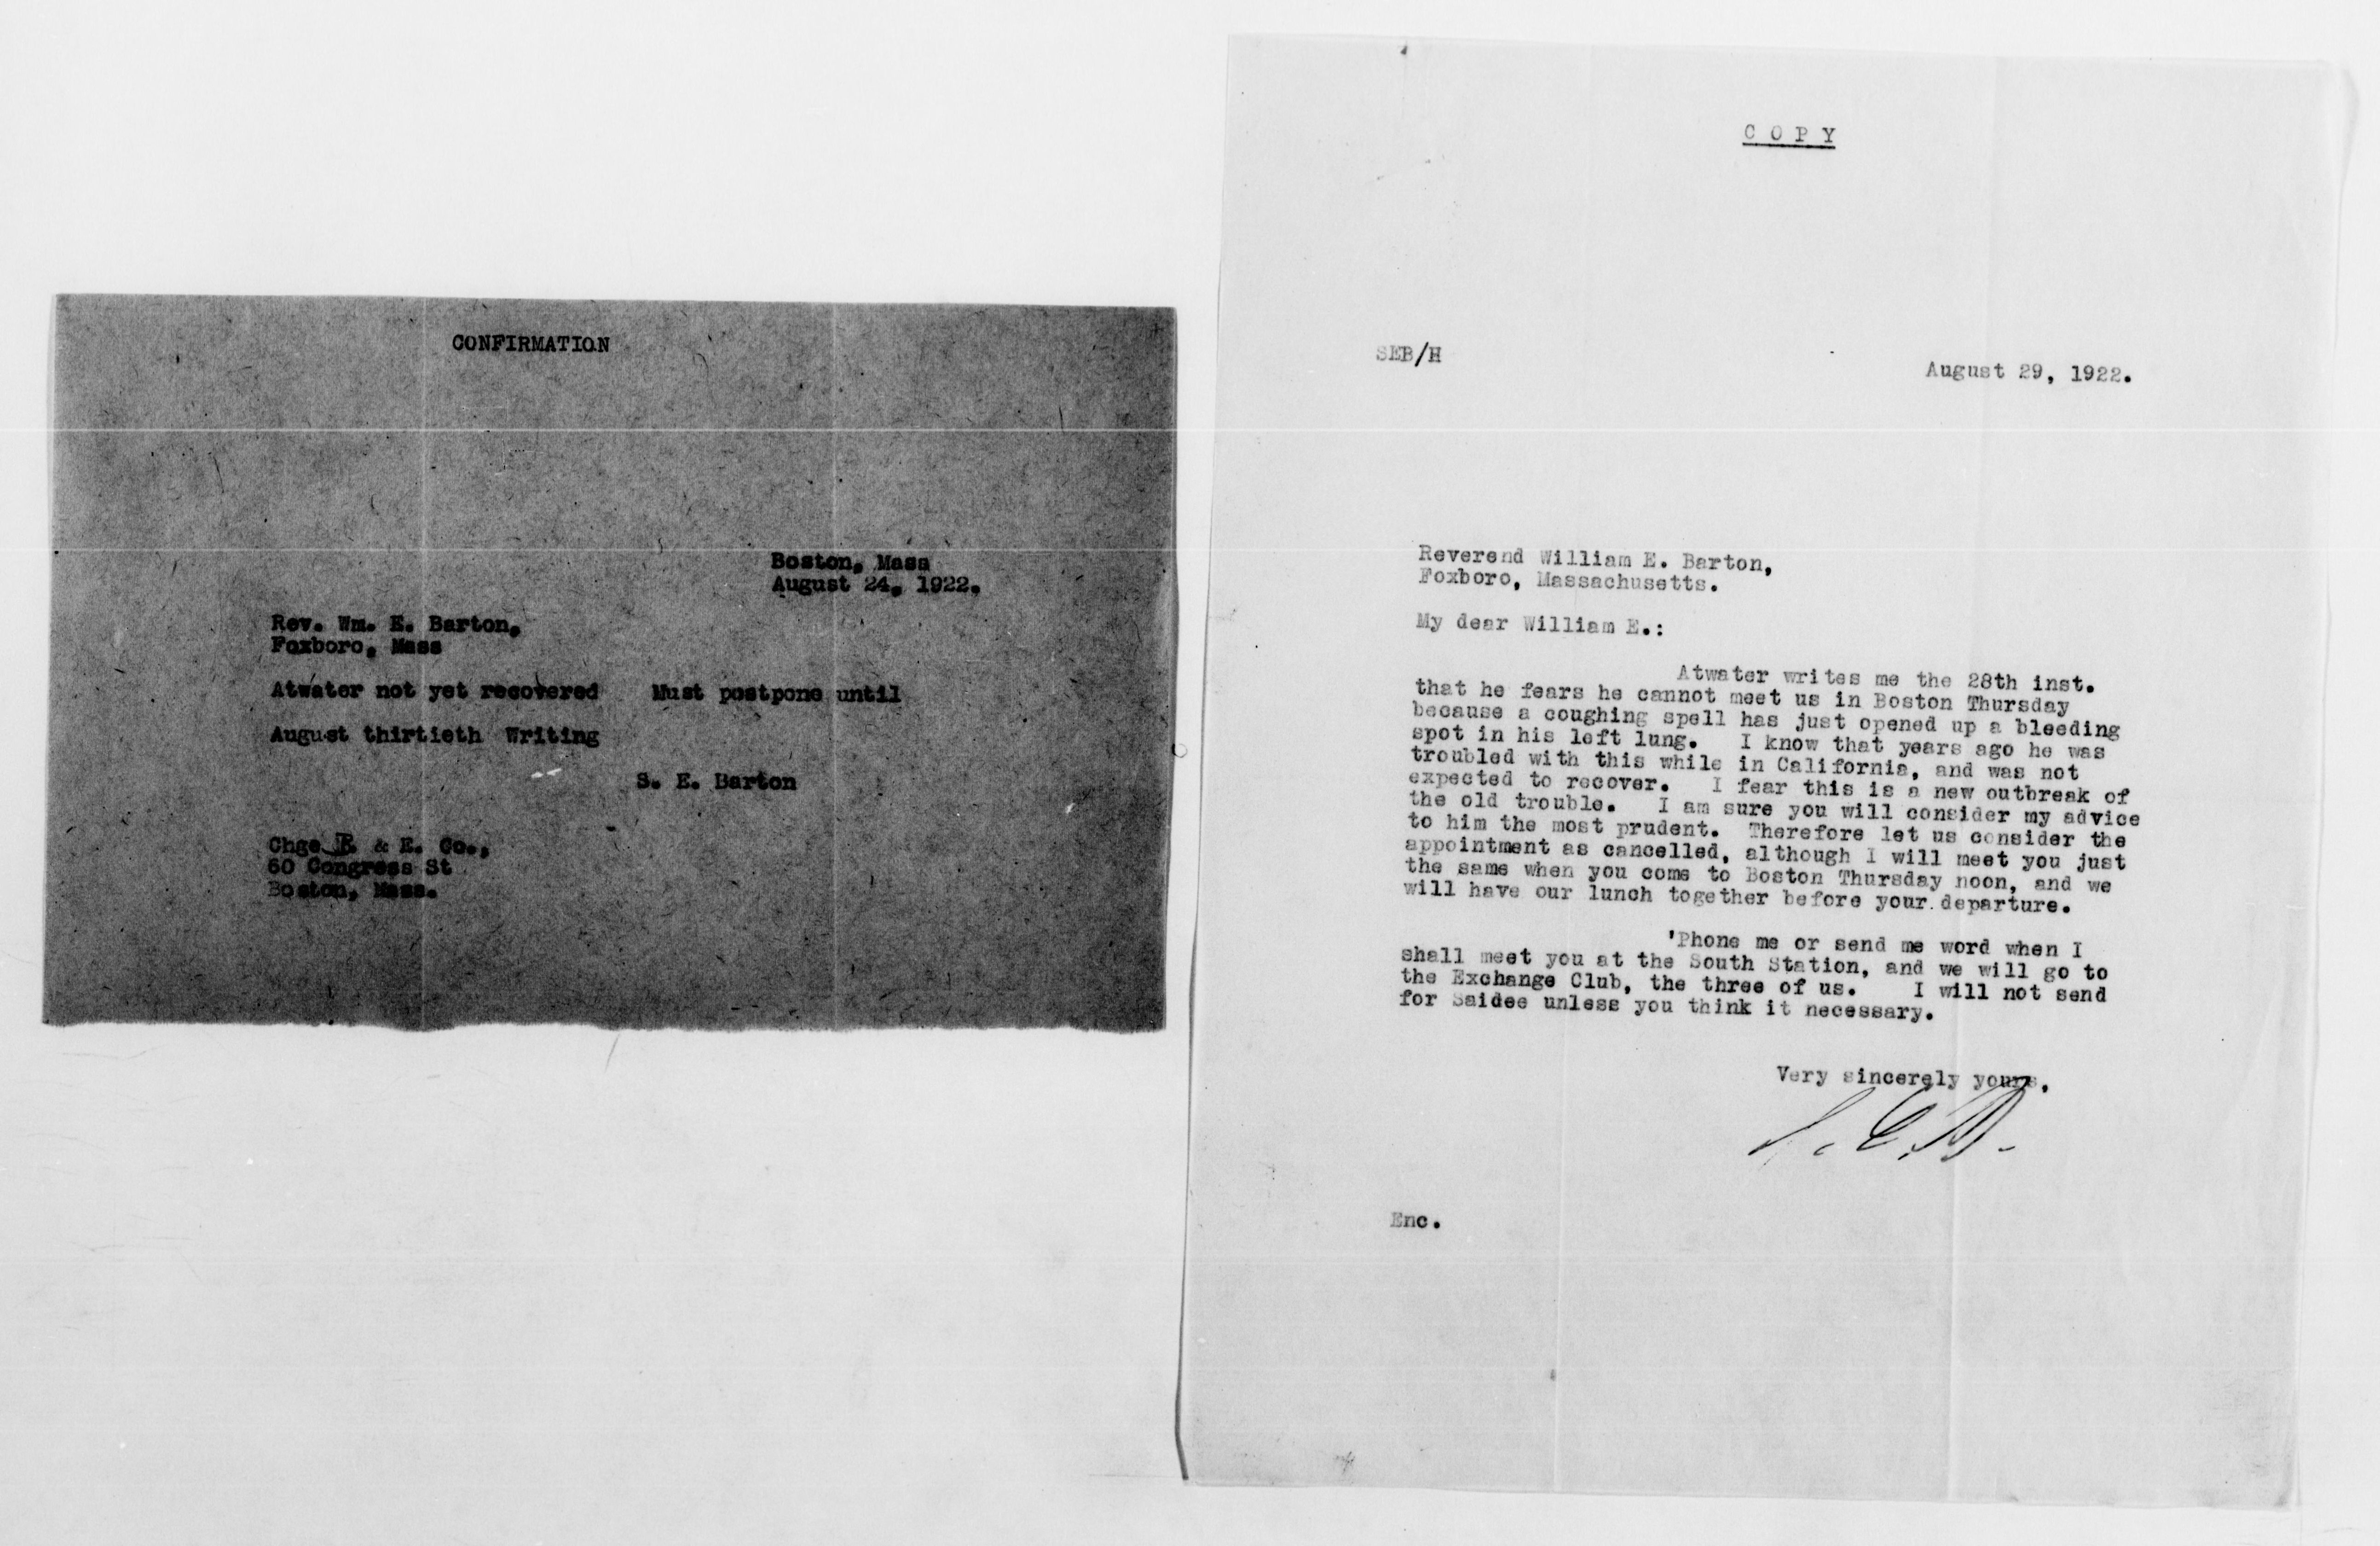 CONFIRMATION
Boston, Mass
August 24, 1922.
Rev. Wm. E. Barton,
Foxboro, Mass
Atwater not yet recovered Must postpone until
August thirtieth Writing
S. E. Barton
Chge B. & E. Co.,
60 Congress St
Boston, Mass.
COPY
SEB/H
August 29, 1922.
Reverend William E. Barton,
Foxboro, Massachusetts.
My dear William E.:
Atwater writes me the 28th inst.
that he fears he cannot meet us in Boston Thursday
because a coughing spell has just opened up a bleeding
spot in his left lung. I know that years ago he was
troubled with this while in California, and was not
expected to recover. I fear this is a new outbreak of
the old trouble. I am sure you will consider my advice
to him the most prudent. Therefore let us consider the
appointment as cancelled, although I will meet you just
the same when you come to Boston Thursday noon, and we
will have our lunch together before your departure.
'Phone me or send me word when I
shall meet you at the South Station, and we will go to
the Exchange Club, the three of us. I will not send
for Saidee unless you think it necessary.
Very sincerely yours,
S. E. B.
Enc.